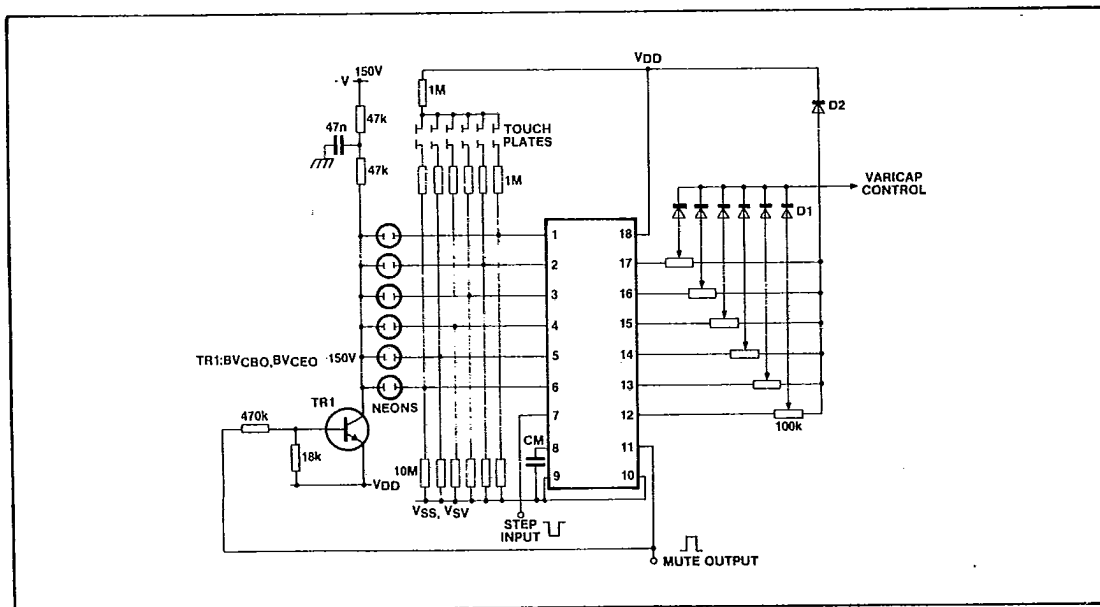 150V
-V
47k
47n
47k
1M
TOUCH
PLATES
1M
VDD
D2
VARICAP
CONTROL
D1
1
2
3
4
5
6
7
8
9
18
17
16
15
14
13
12
11
10
100k
TR1:BVCBO,BVCEO ·150V
NEONS
TR1
470k
18k
VDD
10M
CM
VSS, VSV
STEP
INPUT
MUTE OUTPUT